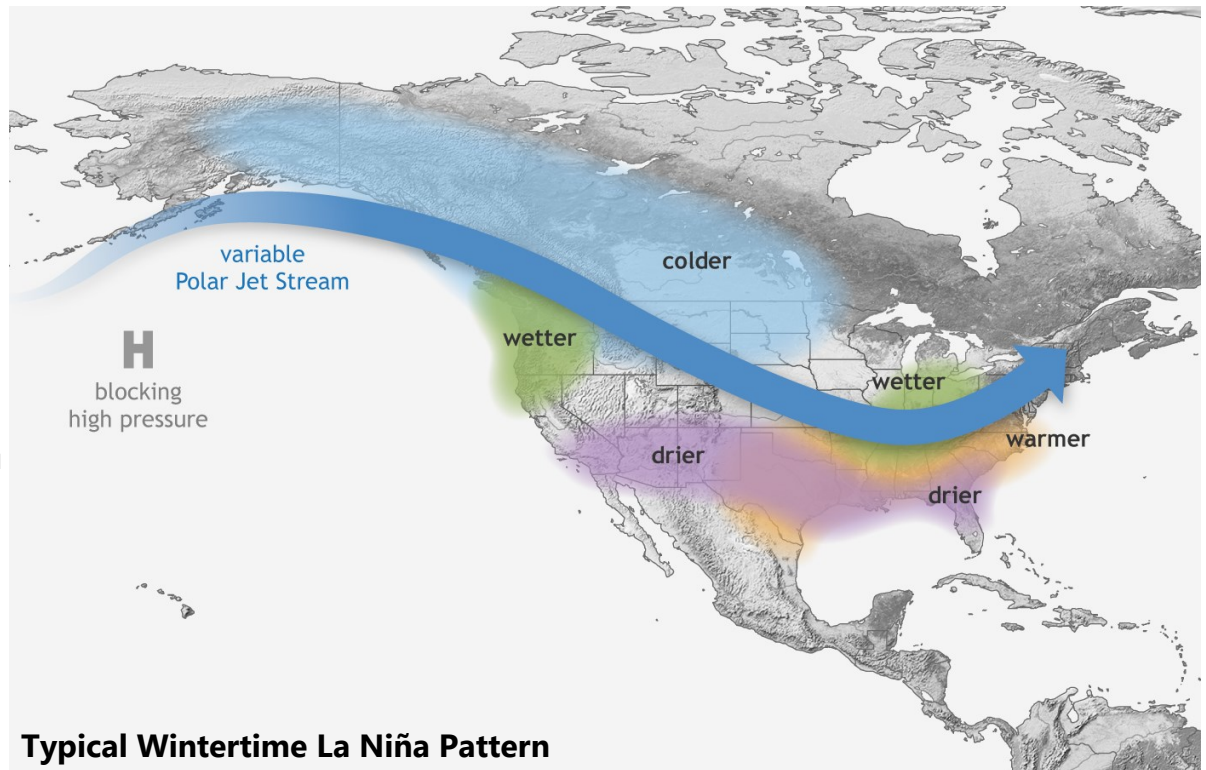 variable
Polar Jet Stream
colder
H
blocking
high pressure
wetter
wetter
warmer
drier
drier
Typical Wintertime La Niña Pattern